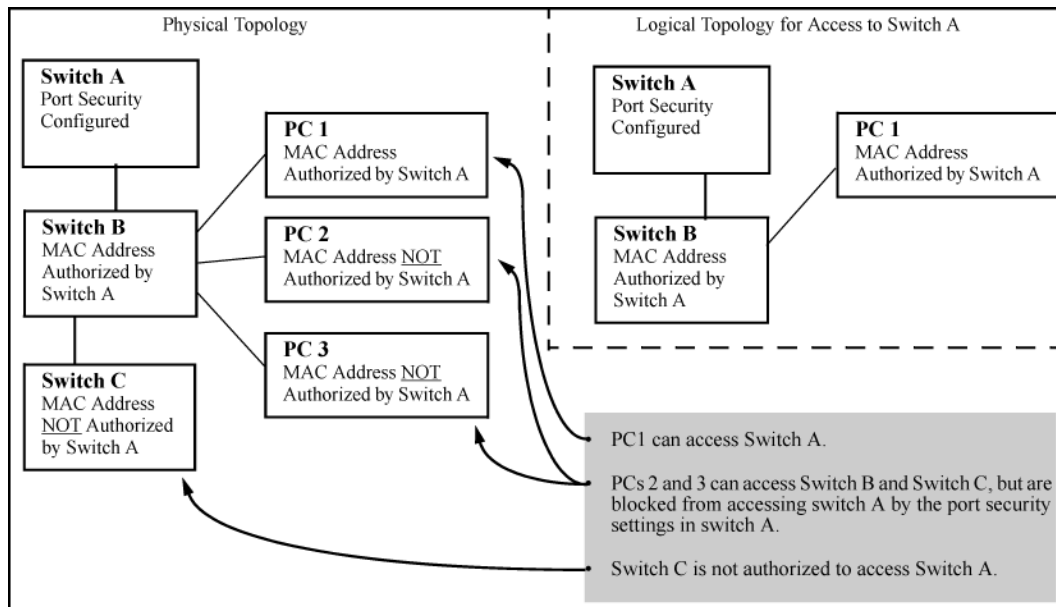 Physical Topology
Switch A
Port Security
Configured
PC 1
MAC Address
Authorized by Switch A
Switch B
MAC Address
Authorized by
Switch A
PC 2
MAC Address NOT
Authorized by Switch A
PC 3
MAC Address NOT
Authorized by Switch A
Switch C
MAC Address
NOT Authorized
by Switch A
Logical Topology for Access to Switch A
Switch A
Port Security
Configured
PC 1
MAC Address
Authorized by Switch A
Switch B
MAC Address
Authorized by
Switch A
PC1 can access Switch A.
PCs 2 and 3 can access Switch B and Switch C, but are
blocked from accessing switch A by the port security
settings in switch A.
Switch C is not authorized to access Switch A.